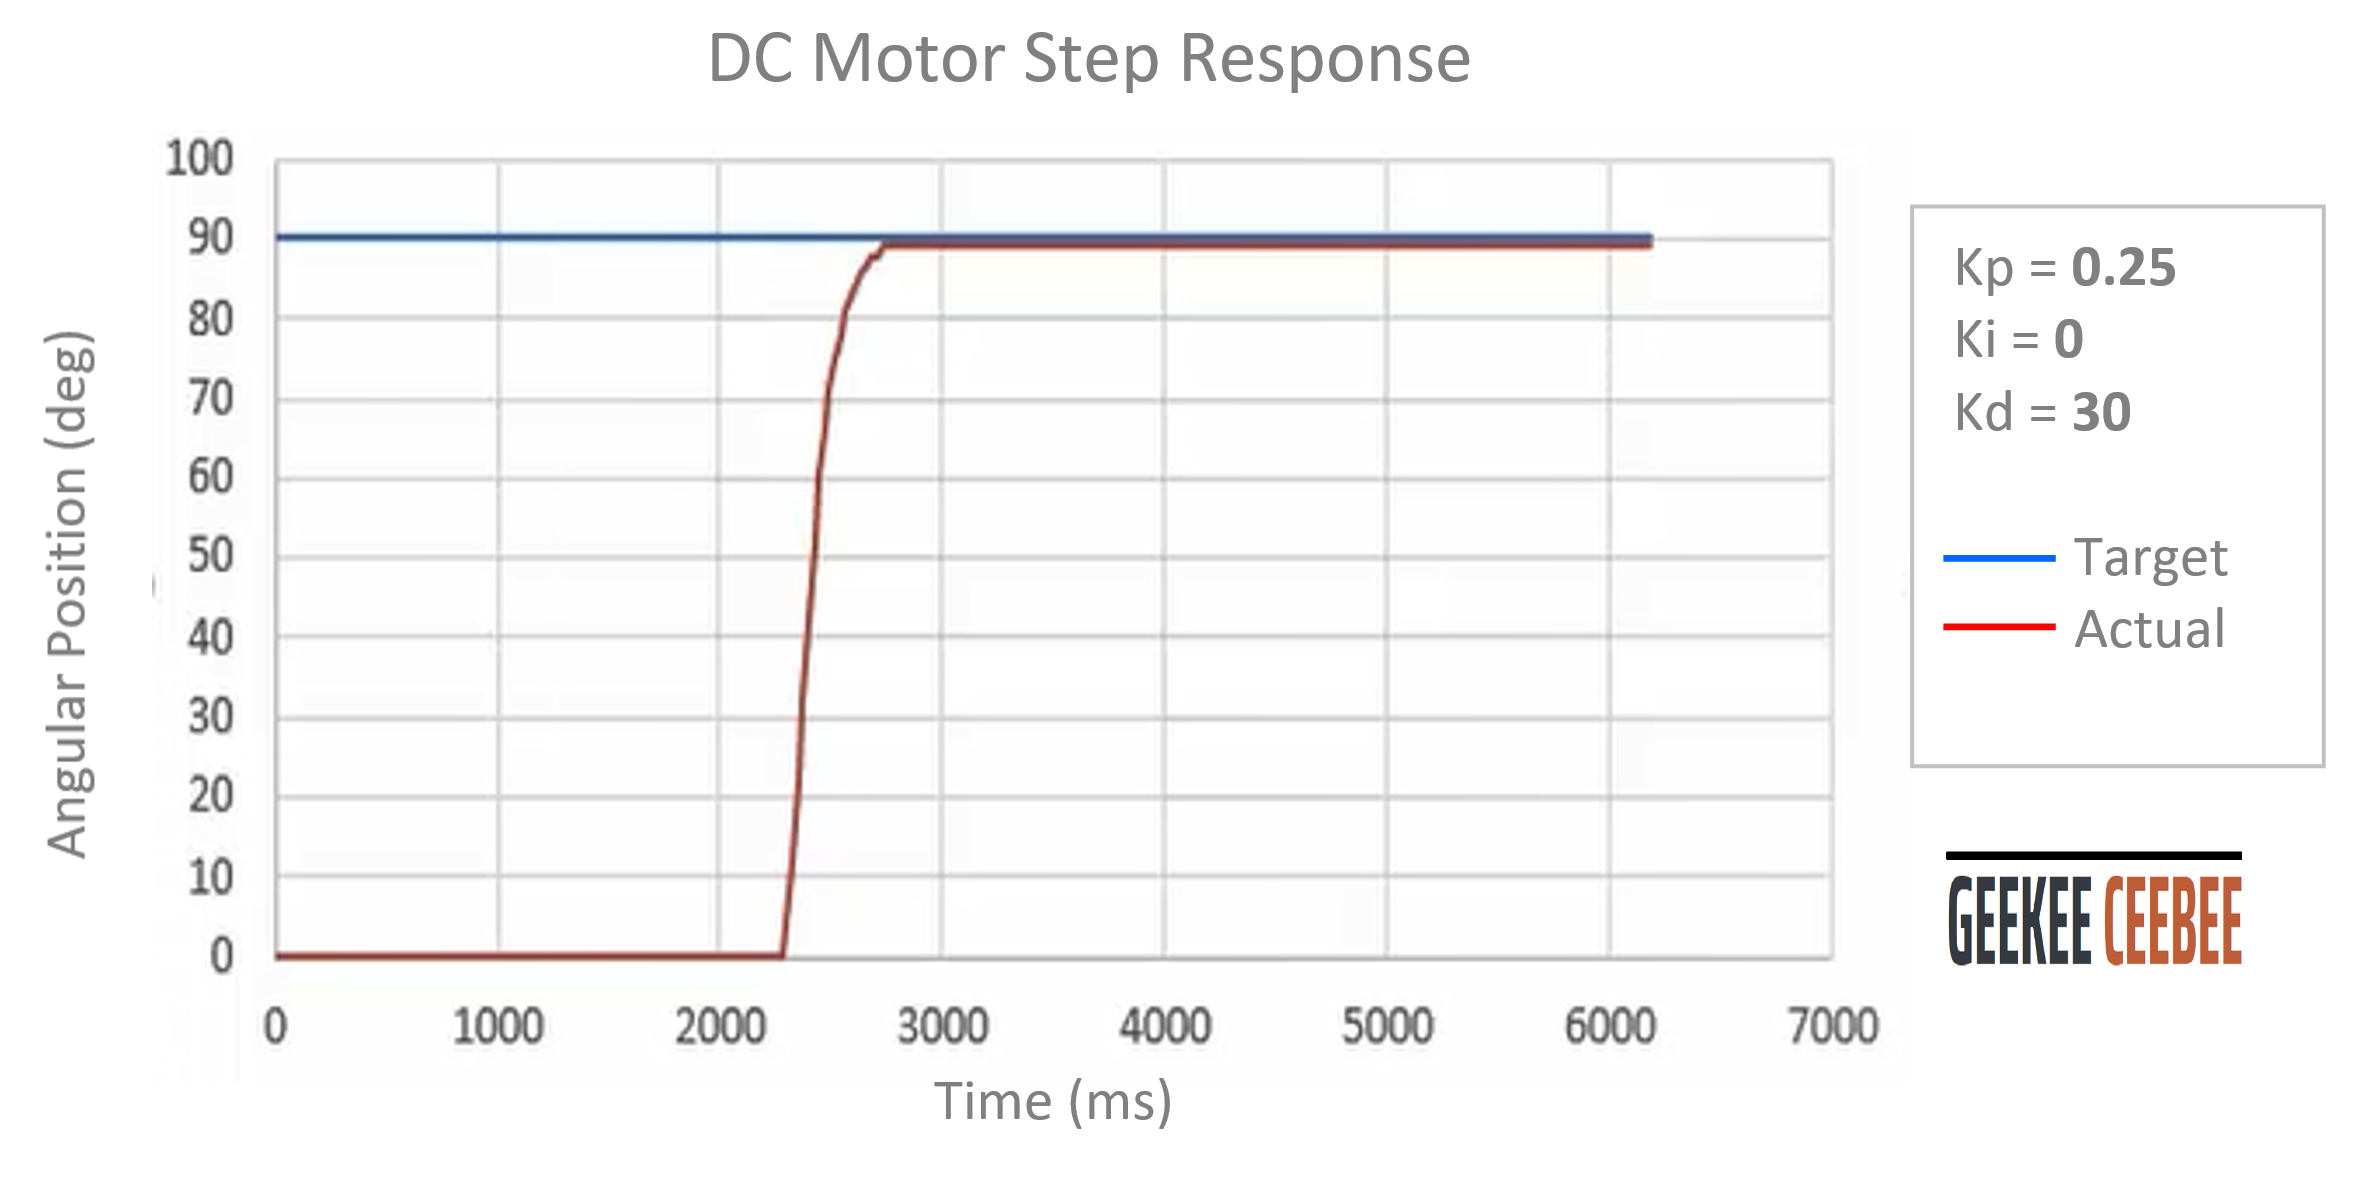 DC Motor Step Response
100
90
80
70
60
50
40
30
20
10
0
Angular Position (deg)
0 1000 2000 3000 4000 5000 6000 7000
Time (ms)
Kp = 0.25
Ki = 0
Kd = 30
Target
Actual
GEEKEE CEEBEE